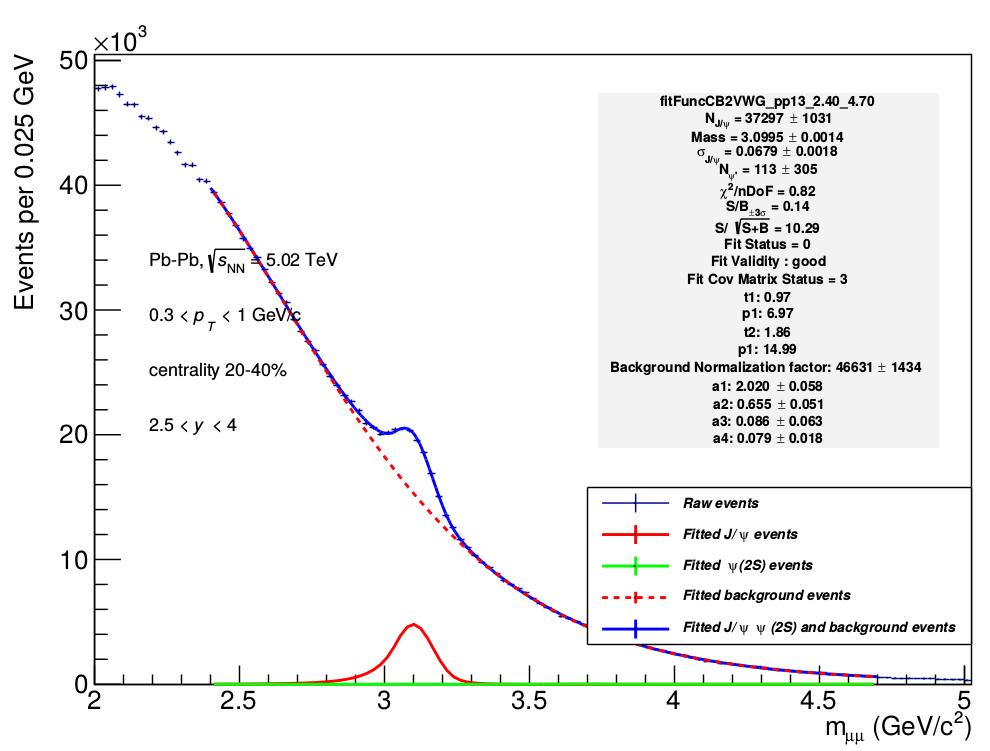 ×10³
Events per 0.025 GeV
50
40
30
20
10
0
Pb-Pb, √s_NN = 5.02 TeV
0.3 < p_T < 1 GeV/c
centrality 20-40%
2.5 < y < 4
fitFuncCB2VWG_pp13_2.40_4.70
N_J/ψ = 37297 ± 1031
Mass = 3.0995 ± 0.0014
σ_J/ψ = 0.0679 ± 0.0018
N_ψ' = 113 ± 305
χ²/nDoF = 0.82
S/B_±3σ = 0.14
S/ √S+B = 10.29
Fit Status = 0
Fit Validity : good
Fit Cov Matrix Status = 3
t1: 0.97
p1: 6.97
t2: 1.86
p1: 14.99
Background Normalization factor: 46631 ± 1434
a1: 2.020 ± 0.058
a2: 0.655 ± 0.051
a3: 0.086 ± 0.063
a4: 0.079 ± 0.018
Raw events
Fitted J/ψ events
Fitted ψ(2S) events
Fitted background events
Fitted J/ψ ψ (2S) and background events
2 2.5 3 3.5 4 4.5 5
m_μμ (GeV/c²)